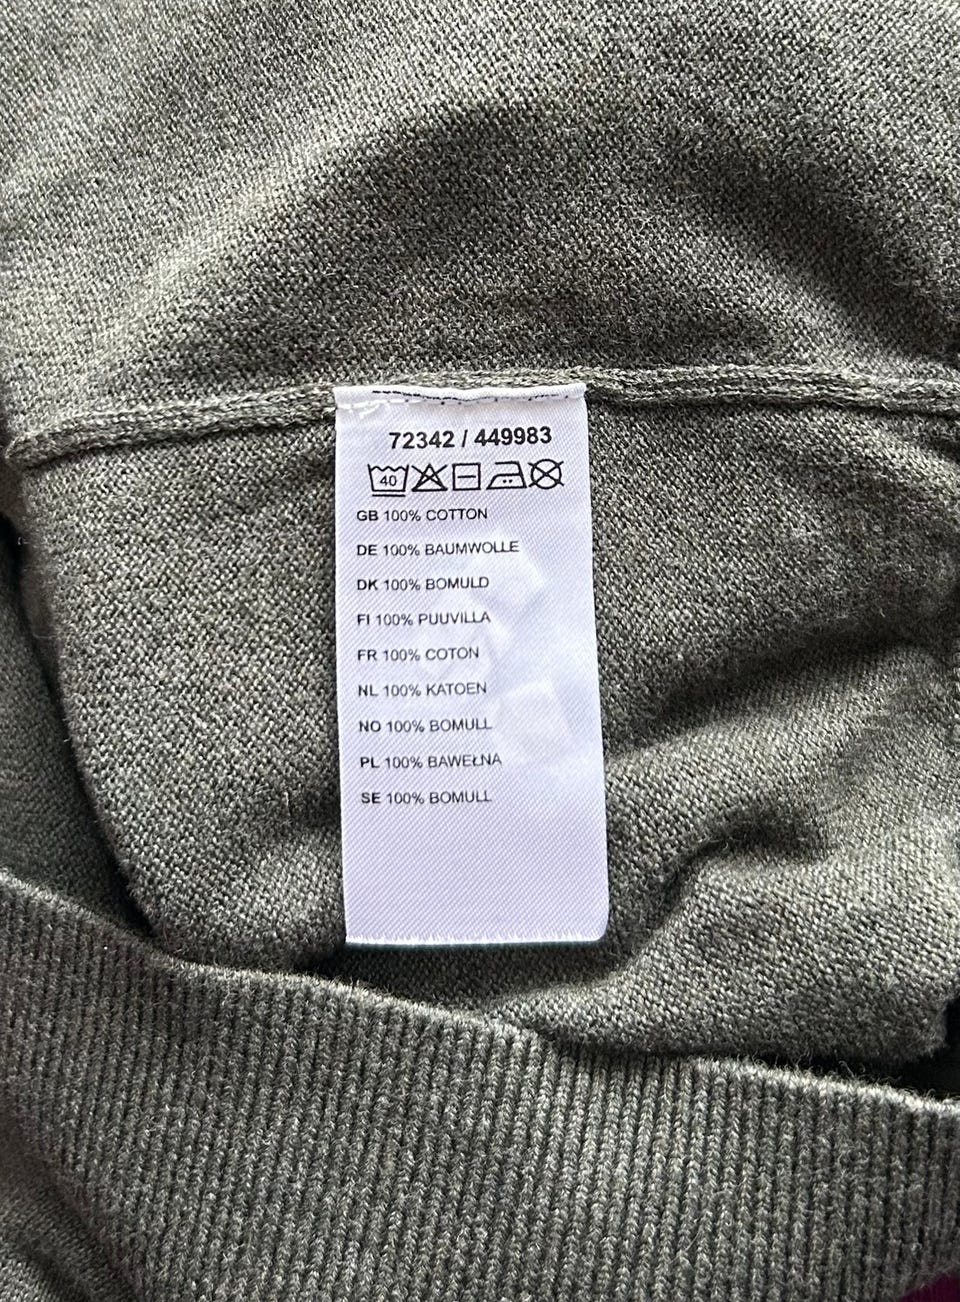 72342 / 449983
40
GB 100% COTTON
DE 100% BAUMWOLLE
DK 100% BOMULD
FI 100% PUUVILLA
FR 100% COTON
NL 100% KATOEN
NO 100% BOMULL
PL 100% BAWEŁNA
SE 100% BOMULL